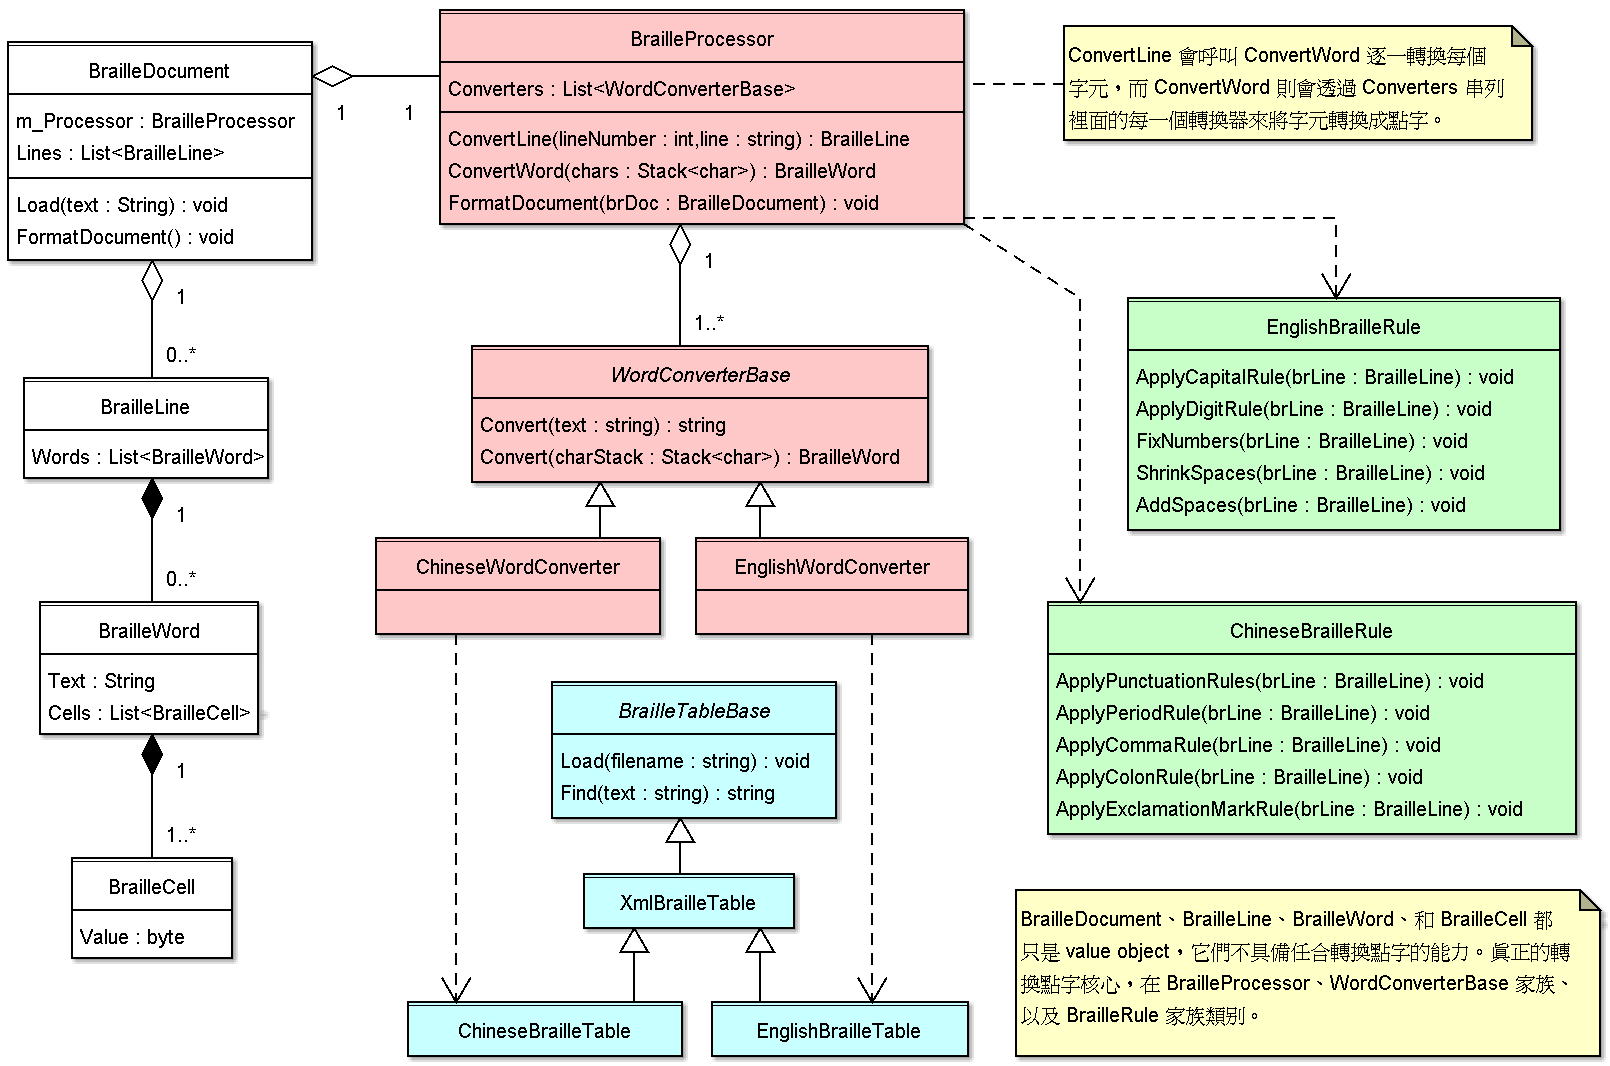 BrailleDocument
m_Processor : BrailleProcessor
Lines : List<BrailleLine>
Load(text : String) : void
FormatDocument() : void
1
1
BrailleProcessor
Converters : List<WordConverterBase>
ConvertLine(lineNumber : int,line : string) : BrailleLine
ConvertWord(chars : Stack<char>) : BrailleWord
FormatDocument(brDoc : BrailleDocument) : void
ConvertLine 會呼叫 ConvertWord 逐一轉換每個
字元，而 ConvertWord 則會透過 Converters 串列
裡面的每一個轉換器來將字元轉換成點字。
1
0..*
BrailleLine
Words : List<BrailleWord>
1
0..*
BrailleWord
Text : String
Cells : List<BrailleCell>
1
1..*
BrailleCell
Value : byte
1
1..*
WordConverterBase
Convert(text : string) : string
Convert(charStack : Stack<char>) : BrailleWord
ChineseWordConverter
EnglishWordConverter
BrailleTableBase
Load(filename : string) : void
Find(text : string) : string
XmlBrailleTable
ChineseBrailleTable
EnglishBrailleTable
EnglishBrailleRule
ApplyCapitalRule(brLine : BrailleLine) : void
ApplyDigitRule(brLine : BrailleLine) : void
FixNumbers(brLine : BrailleLine) : void
ShrinkSpaces(brLine : BrailleLine) : void
AddSpaces(brLine : BrailleLine) : void
ChineseBrailleRule
ApplyPunctuationRules(brLine : BrailleLine) : void
ApplyPeriodRule(brLine : BrailleLine) : void
ApplyCommaRule(brLine : BrailleLine) : void
ApplyColonRule(brLine : BrailleLine) : void
ApplyExclamationMarkRule(brLine : BrailleLine) : void
BrailleDocument、BrailleLine、BrailleWord、和 BrailleCell 都
只是 value object，它們不具備任合轉換點字的能力。真正的轉
換點字核心，在 BrailleProcessor、WordConverterBase 家族、
以及 BrailleRule 家族類別。